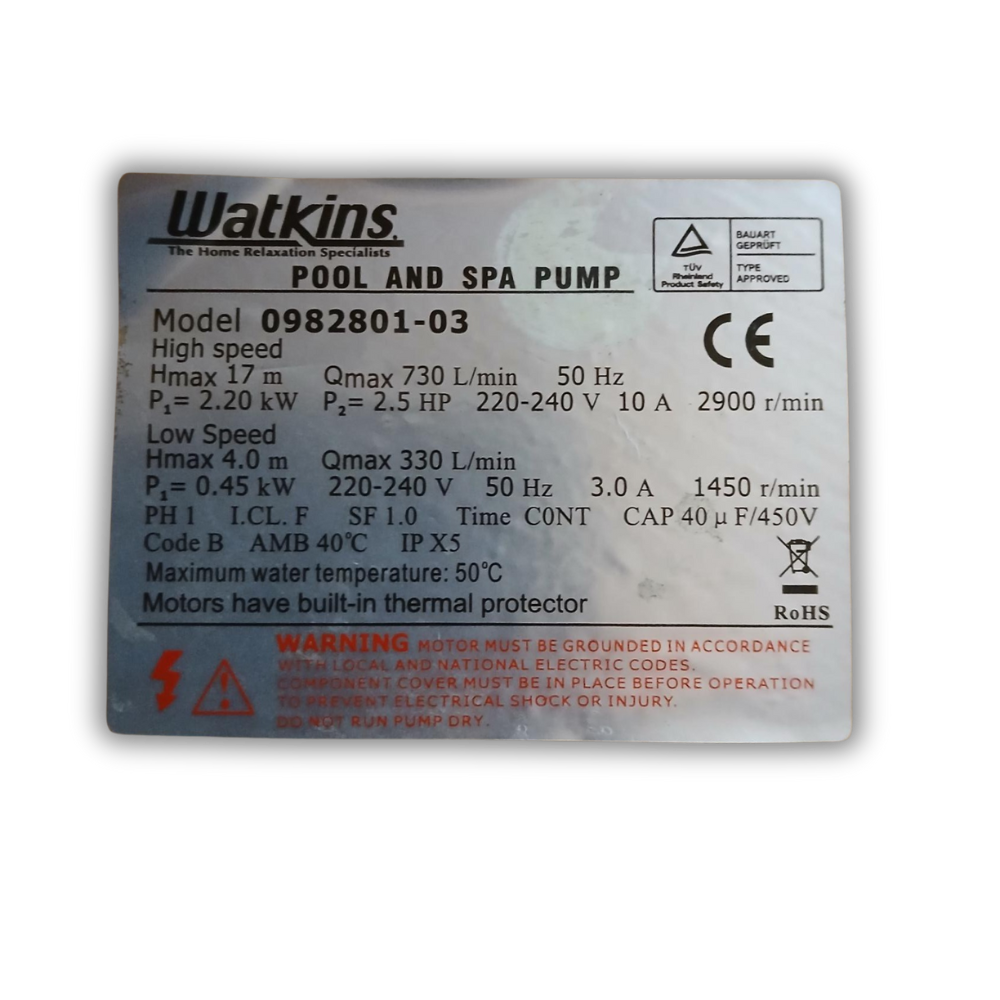 Watkins.
The Home Relaxation Specialists
POOL AND SPA PUMP
TÜV
Rheinland
Product Safety
BAUART
GEPRÜFT
TYPE
APPROVED
CE
Model 0982801-03
High speed
Hmax 17 m Qmax 730 L/min 50 Hz
P₁= 2.20 kW P₂= 2.5 HP 220-240 V 10 A 2900 r/min
Low Speed
Hmax 4.0 m Qmax 330 L/min
P₁= 0.45 kW 220-240 V 50 Hz 3.0 A 1450 r/min
PH 1 I.CL. F SF 1.0 Time C0NT CAP 40 μ F/450V
Code B AMB 40℃ IP X5
Maximum water temperature: 50℃
Motors have built-in thermal protector
RoHS
WARNING MOTOR MUST BE GROUNDED IN ACCORDANCE
WITH LOCAL AND NATIONAL ELECTRIC CODES.
COMPONENT COVER MUST BE IN PLACE BEFORE OPERATION
TO PREVENT ELECTRICAL SHOCK OR INJURY.
DO NOT RUN PUMP DRY.